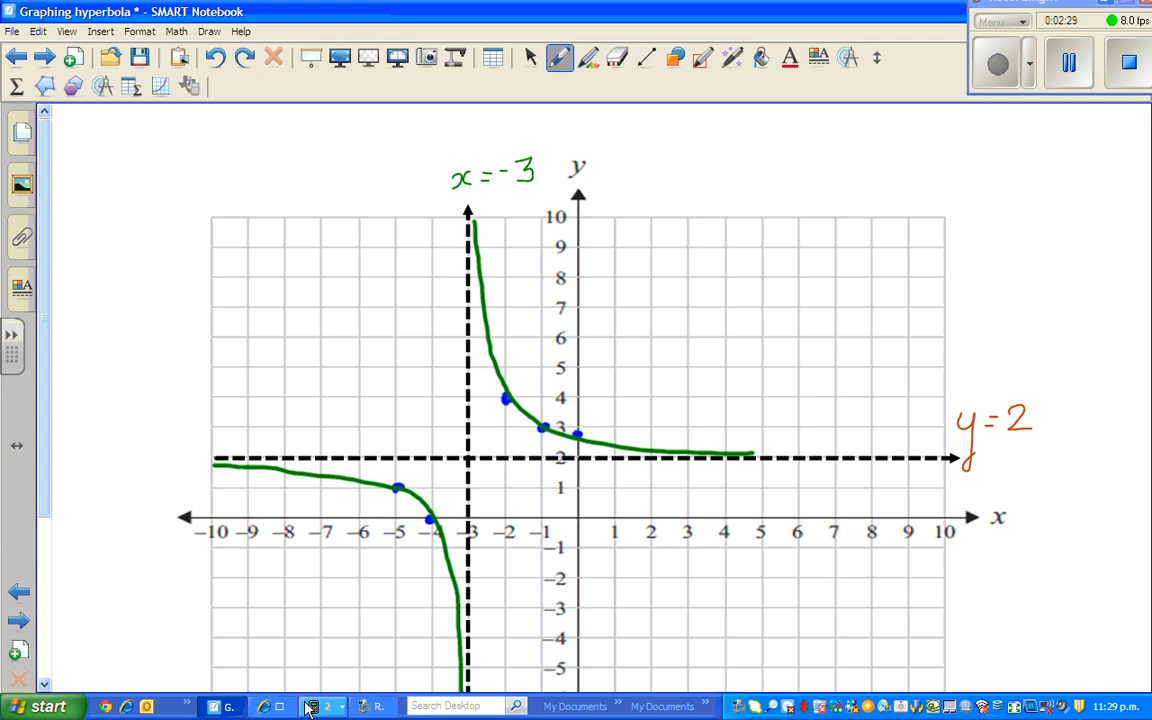 Graphing hyperbola * - SMART Notebook
File Edit View Insert Format Math Draw Help
Menu 0:02:29 8.0 fps
x = -3
y
10
9
8
7
6
5
4
3
2
y = 2
1
x
−10 −9 −8 −7 −6 −5 −4 −3 −2 −1 1 2 3 4 5 6 7 8 9 10
−1
−2
−3
−4
−5
start G. 2 R. Search Desktop My Documents My Documents 11:29 p.m.